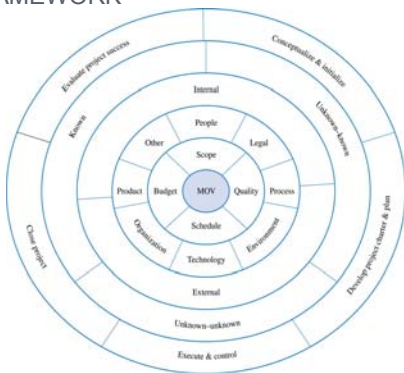 AMEWORK
Evaluate project success
Conceptualize & initialize
Known
Unknown–known
Internal
People
Other
Legal
Scope
Product
Budget
MOV
Quality
Process
Organization
Schedule
Environment
Technology
Close project
Develop project charter & plan
External
Unknown–unknown
Execute & control